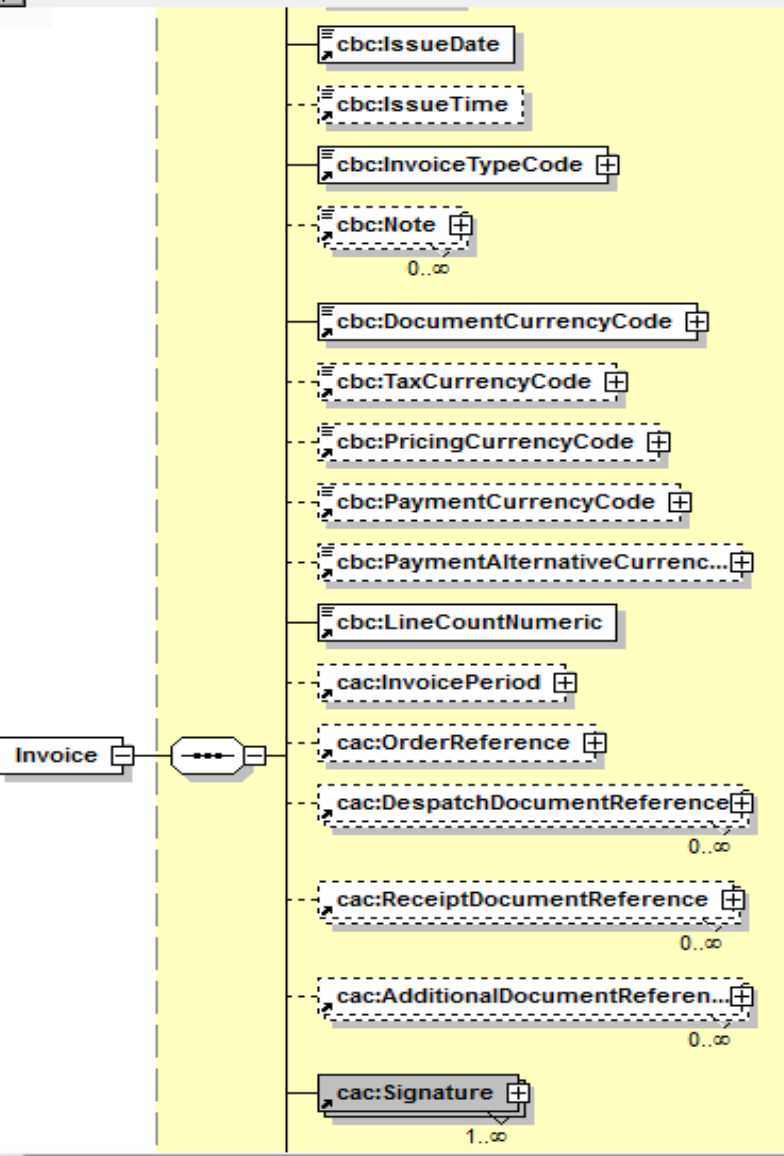 cbc:IssueDate
cbc:IssueTime
cbc:InvoiceTypeCode
cbc:Note
0..∞
cbc:DocumentCurrencyCode
cbc:TaxCurrencyCode
cbc:PricingCurrencyCode
cbc:PaymentCurrencyCode
cbc:PaymentAlternativeCurrenc...
cbc:LineCountNumeric
cac:InvoicePeriod
Invoice
cac:OrderReference
cac:DespatchDocumentReference
0..∞
cac:ReceiptDocumentReference
0..∞
cac:AdditionalDocumentReferen...
0..∞
cac:Signature
1..∞